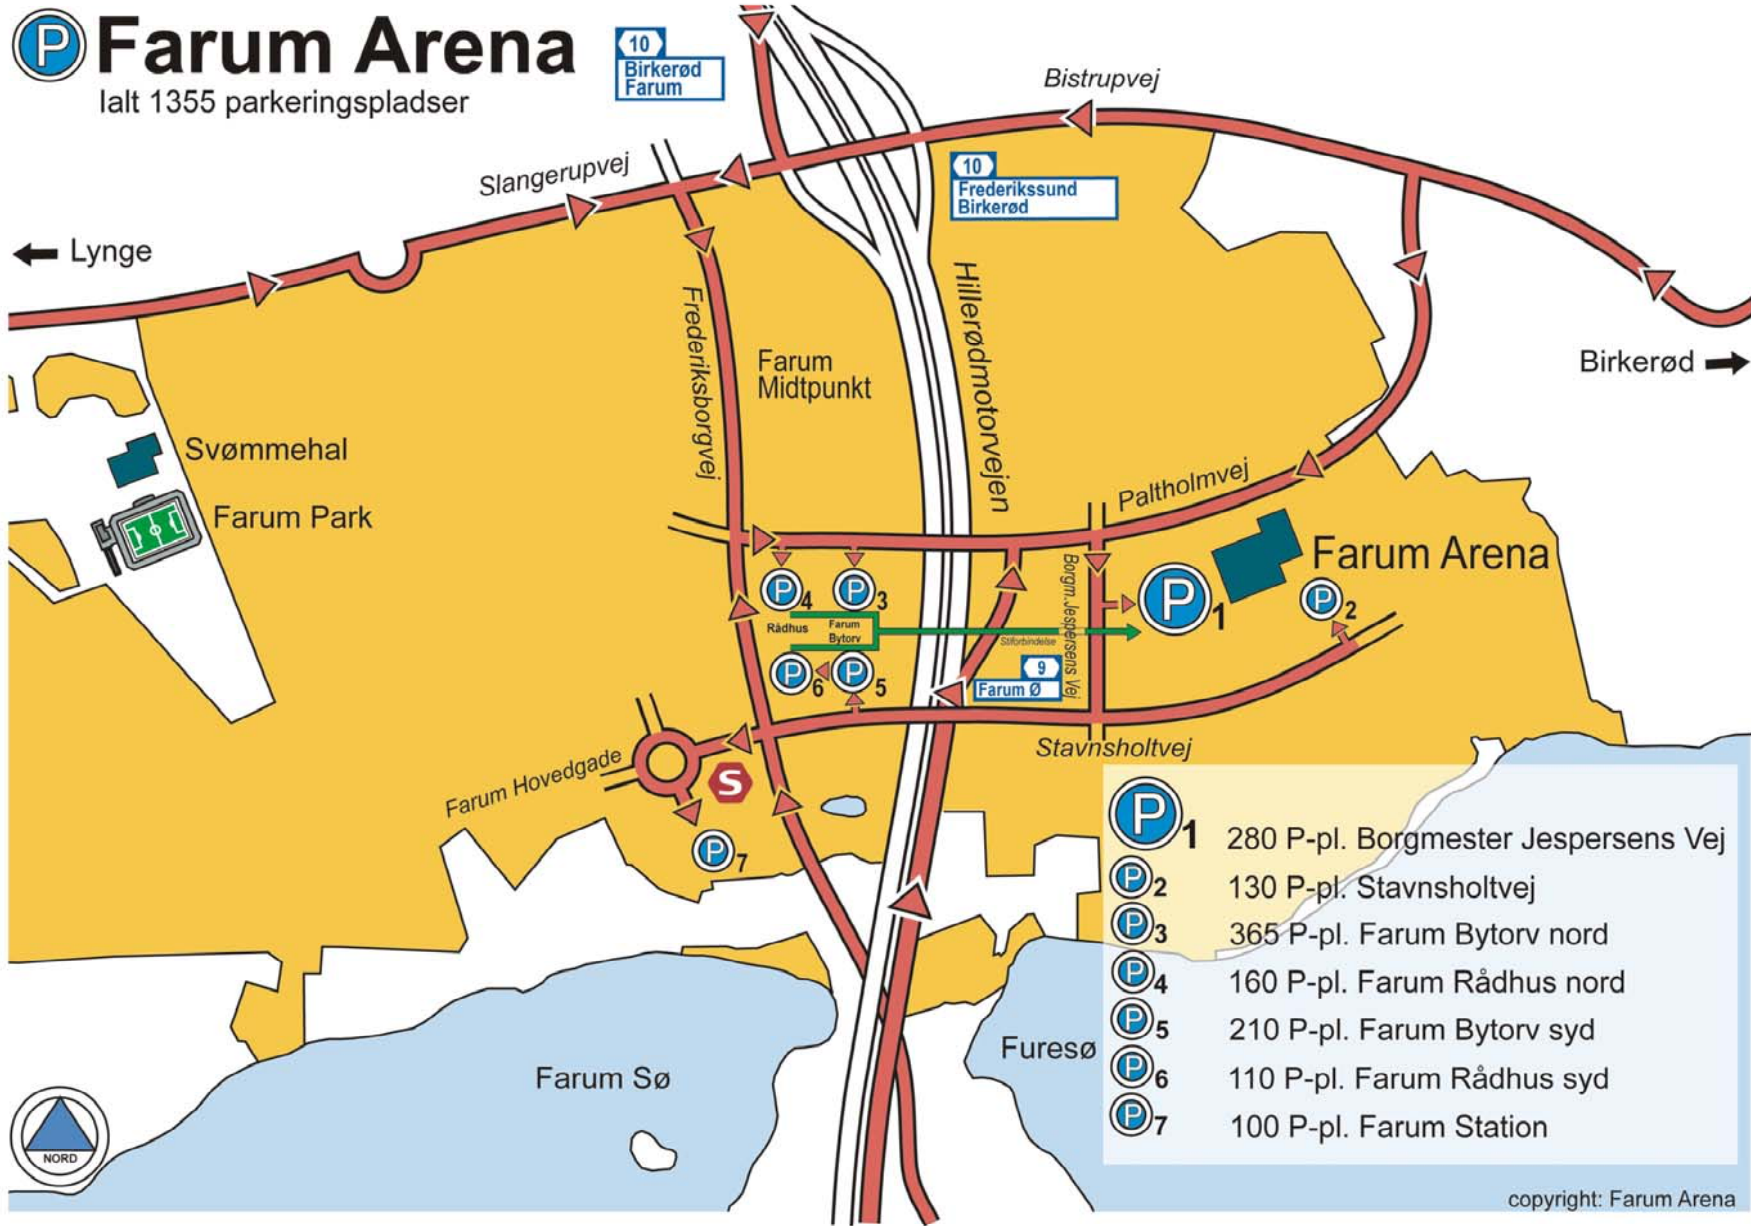 P Farum Arena
Ialt 1355 parkeringspladser
10
Birkerød
Farum
Bistrupvej
10
Frederikssund
Birkerød
Slangerupvej
Lynge
Birkerød
Hillerødmotorvejen
Frederiksborgvej
Farum
Midtpunkt
Svømmehal
Farum Park
Paltholmvej
Farum Arena
Borgm.Jespersens Vej
P 4
P 3
P 1
P 2
Rådhus
Farum
Bytorv
Stiforbindelse
P 6
P 5
9
Farum Ø
Stavnsholtvej
Farum Hovedgade
S
P 7
P 1 280 P-pl. Borgmester Jespersens Vej
P 2 130 P-pl. Stavnsholtvej
P 3 365 P-pl. Farum Bytorv nord
P 4 160 P-pl. Farum Rådhus nord
P 5 210 P-pl. Farum Bytorv syd
P 6 110 P-pl. Farum Rådhus syd
P 7 100 P-pl. Farum Station
Furesø
Farum Sø
NORD
copyright: Farum Arena